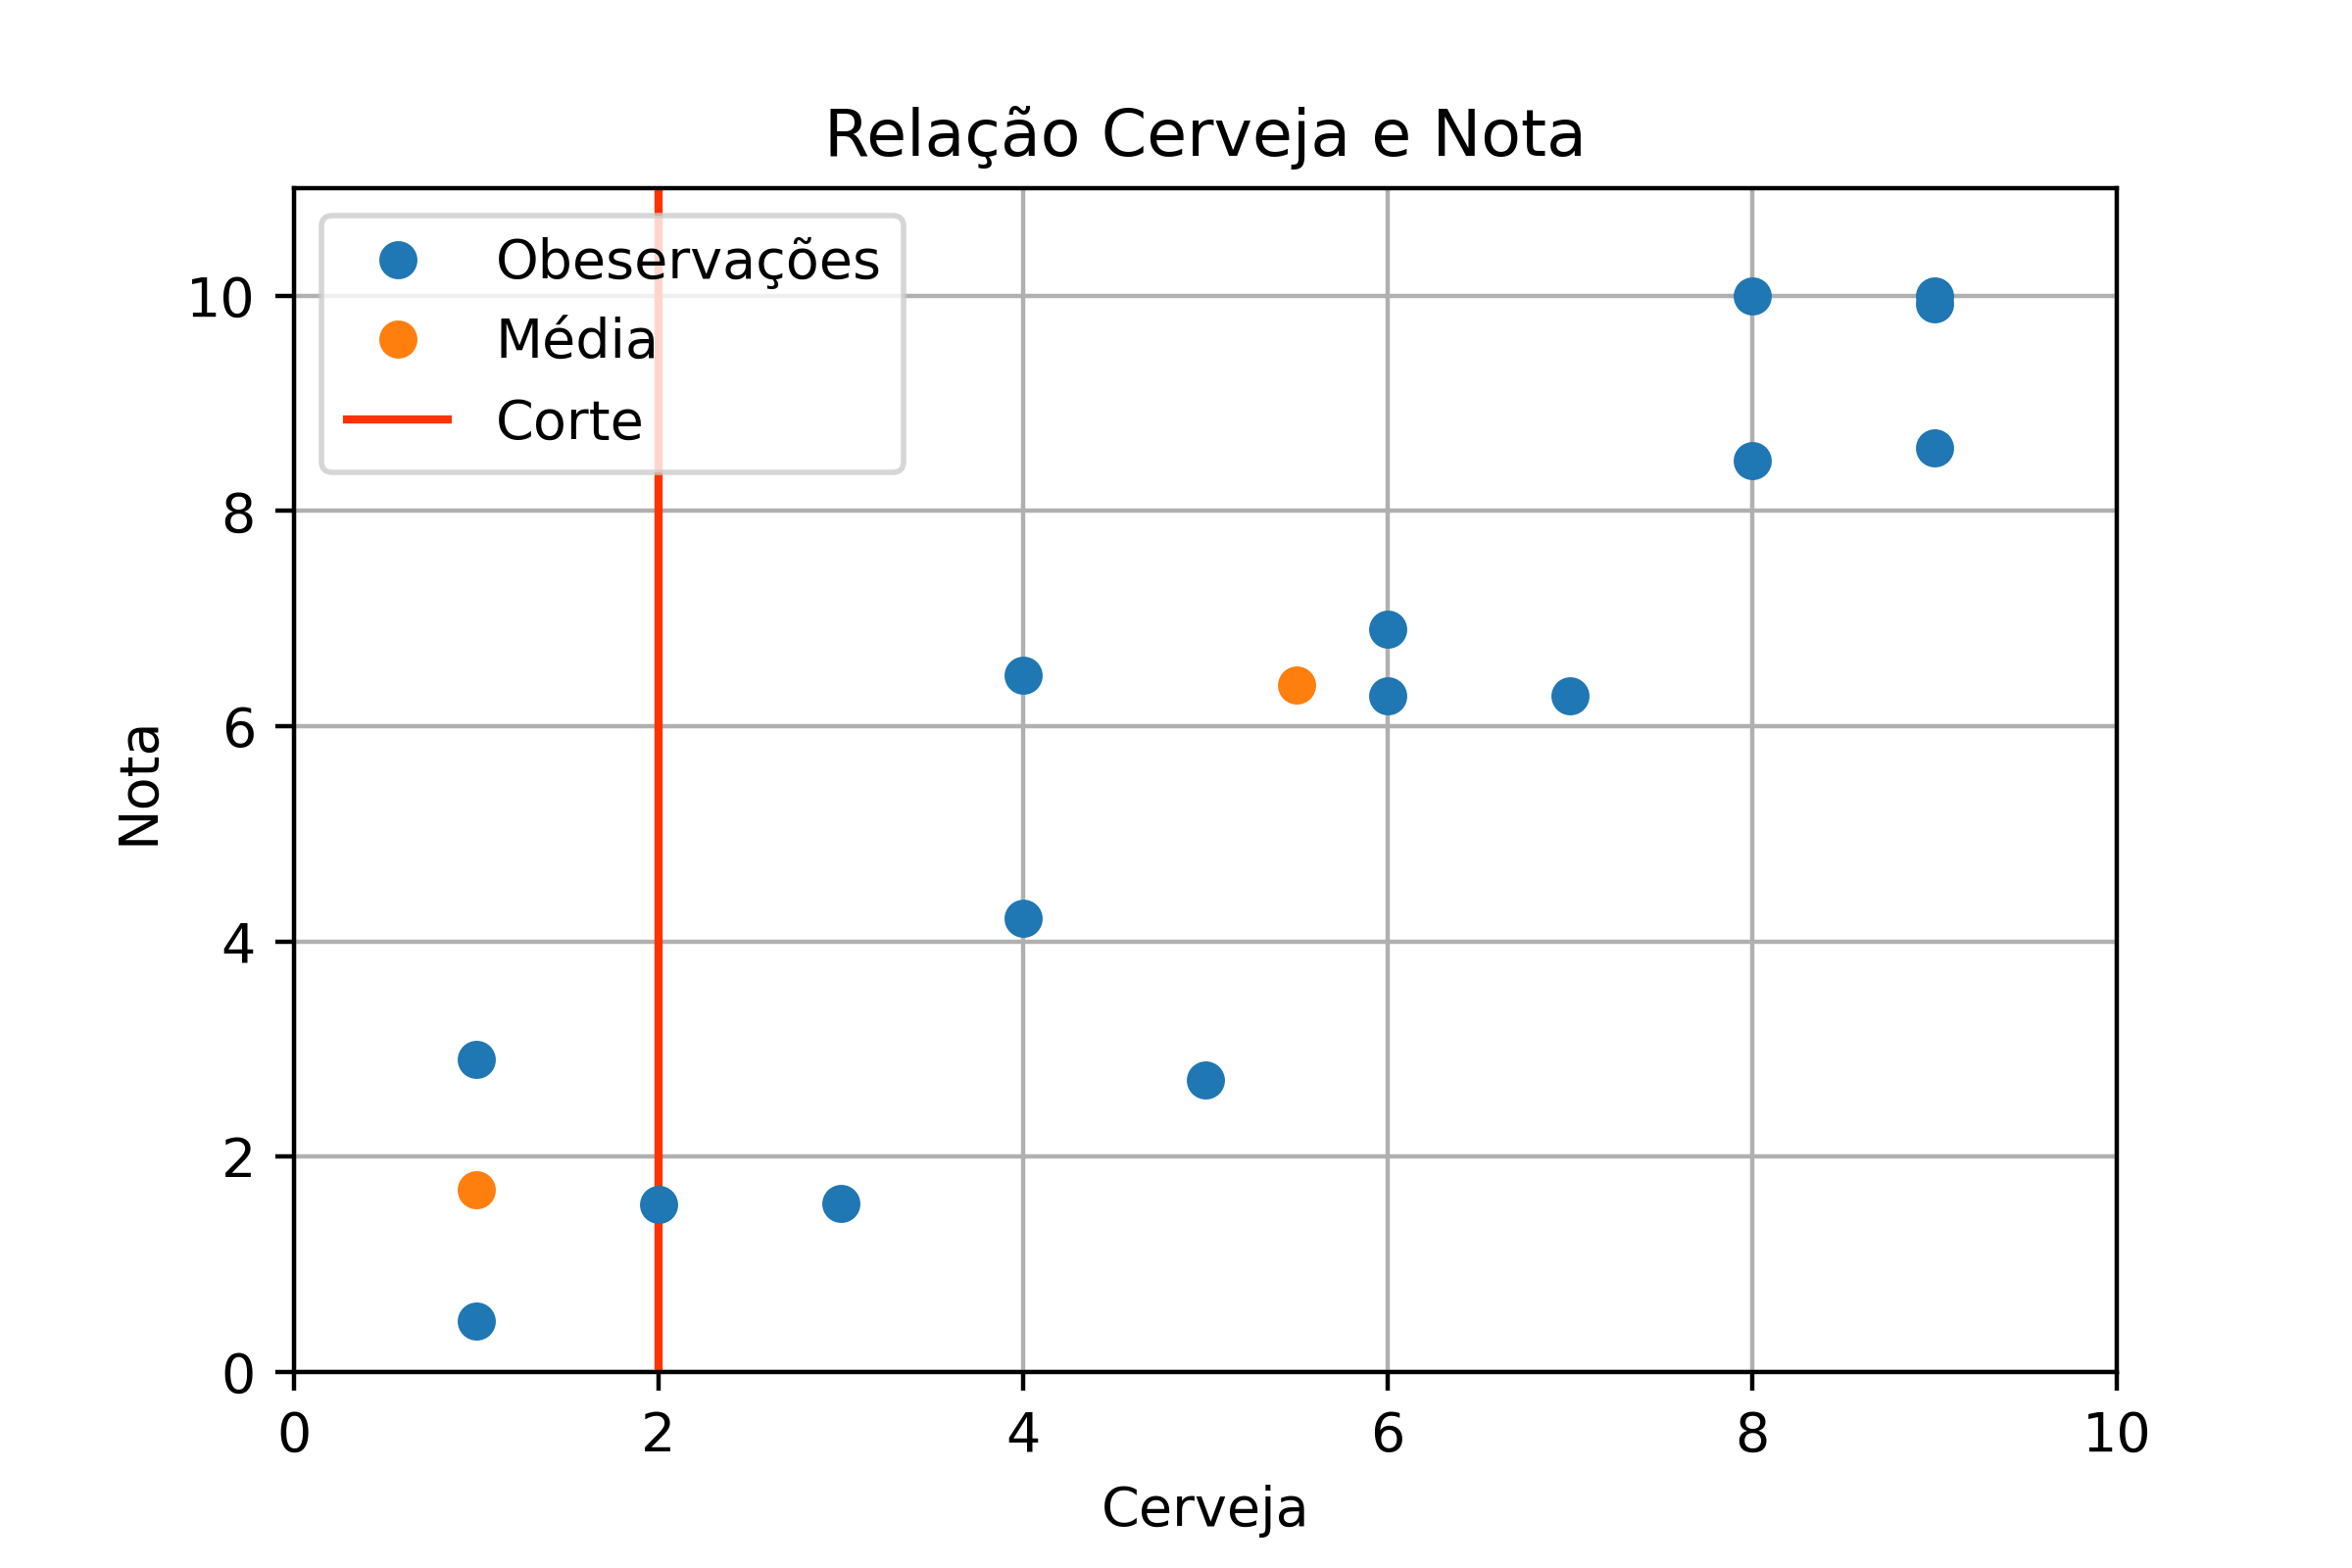 Relação Cerveja e Nota
Obeservações
Média
Corte
10
8
6
4
2
0
Nota
0 2 4 6 8 10
Cerveja